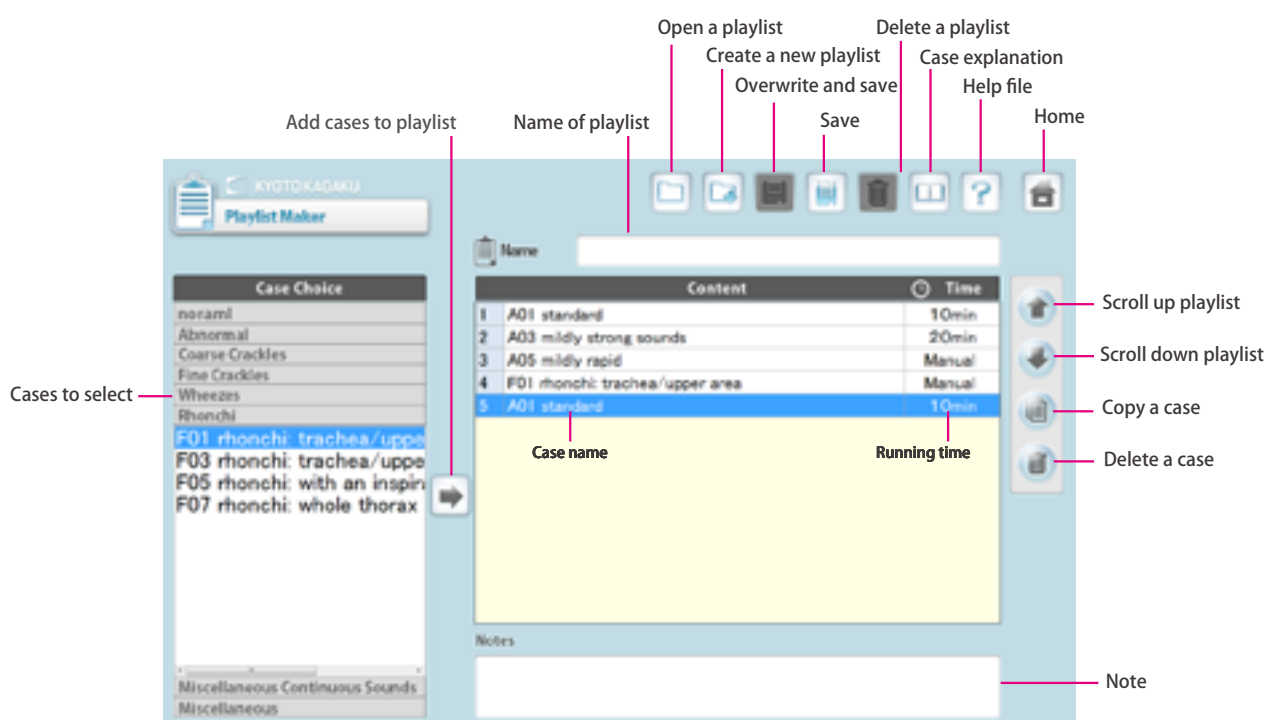 Open a playlist
Delete a playlist
Create a new playlist
Case explanation
Overwrite and save
Help file
Add cases to playlist
Name of playlist
Save
Home
KYOTO KAGAKU
Playlist Maker
Name
Case Choice
Content
Time
noraml
Abnormal
Coarse Crackles
Fine Crackles
Wheezes
Rhonchi
F01 rhonchi: trachea/uppe
F03 rhonchi: trachea/uppe
F05 rhonchi: with an inspir
F07 rhonchi: whole thorax
Miscellaneous Continuous Sounds
Miscellaneous
1 A01 standard 10min
2 A03 mildly strong sounds 20min
3 A05 mildly rapid Manual
4 F01 rhonchi: trachea/upper area Manual
5 A01 standard 10min
Case name
Running time
Notes
Cases to select
Scroll up playlist
Scroll down playlist
Copy a case
Delete a case
Note